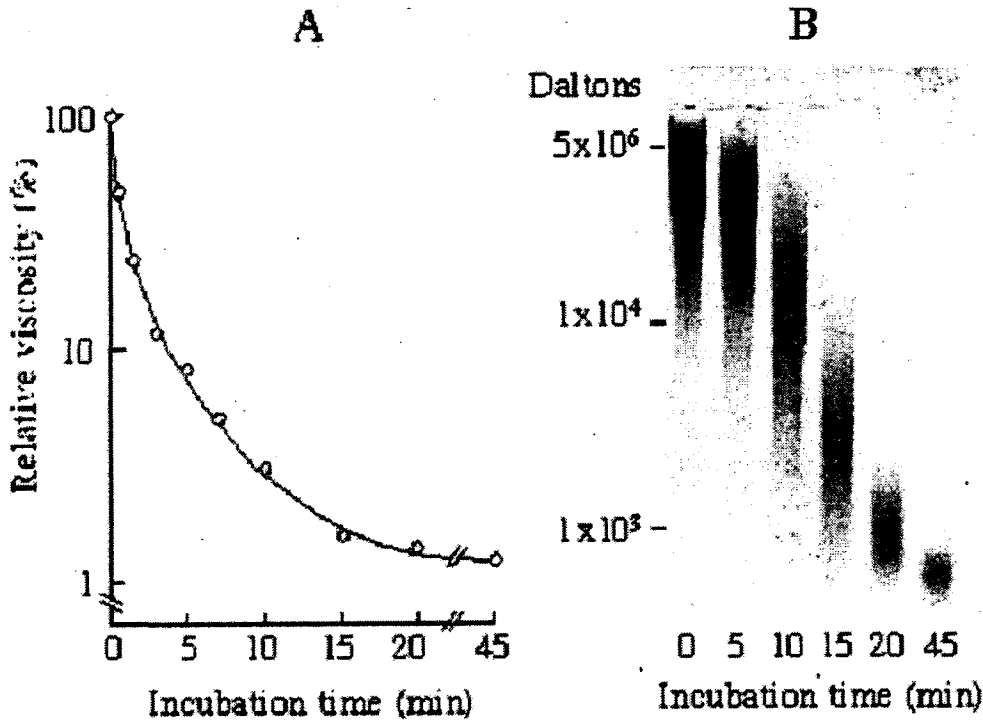 A
Relative viscosity (%)
100
10
1
0 5 10 15 20 45
Incubation time (min)
B
Daltons
5x10⁶
1x10⁴
1x10³
0 5 10 15 20 45
Incubation time (min)